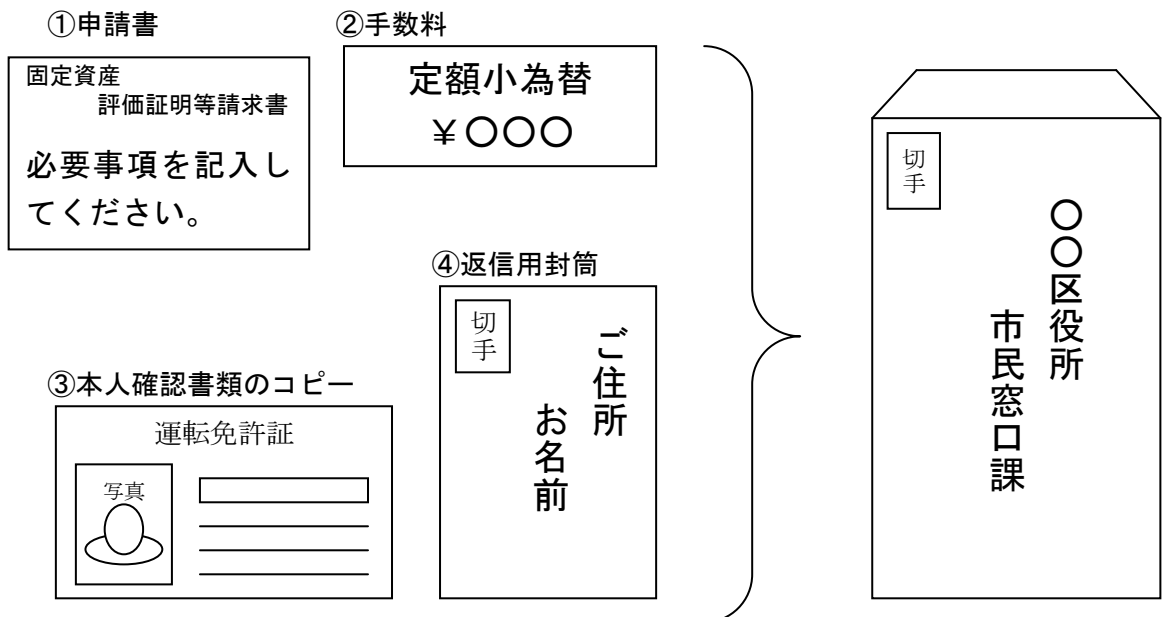 ①申請書
固定資産
評価証明等請求書
必要事項を記入し
てください。
②手数料
定額小為替
￥〇〇〇
③本人確認書類のコピー
運転免許証
写真
④返信用封筒
切手
ご住所
お名前
切手
〇〇区役所
市民窓口課